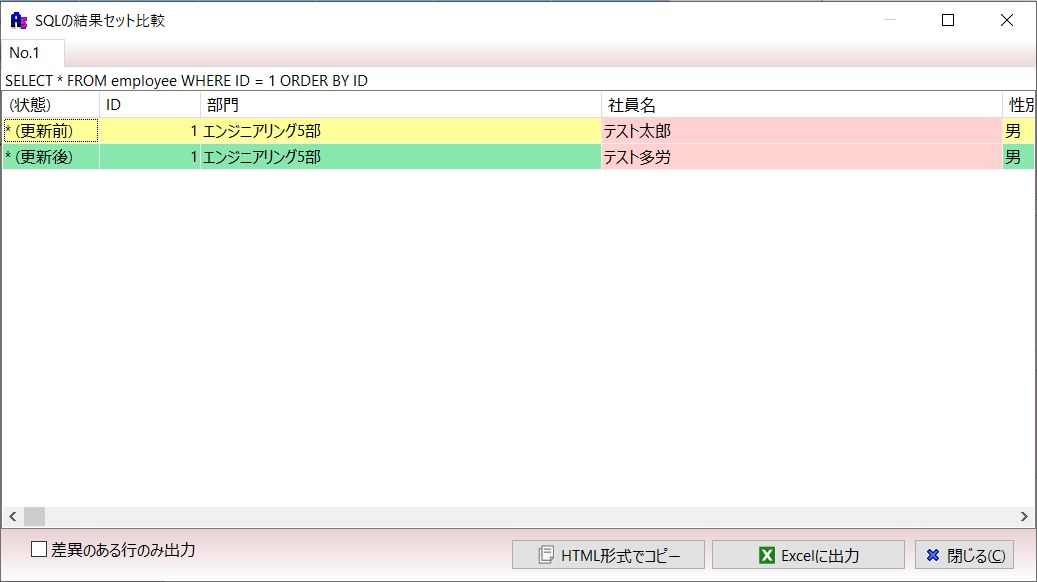 SQLの結果セット比較
No.1
SELECT * FROM employee WHERE ID = 1 ORDER BY ID
(状態) ID 部門 社員名 性別
* (更新前) 1 エンジニアリング5部 テスト太郎 男
* (更新後) 1 エンジニアリング5部 テスト多労 男
差異のある行のみ出力 HTML形式でコピー Excelに出力 閉じる(C)